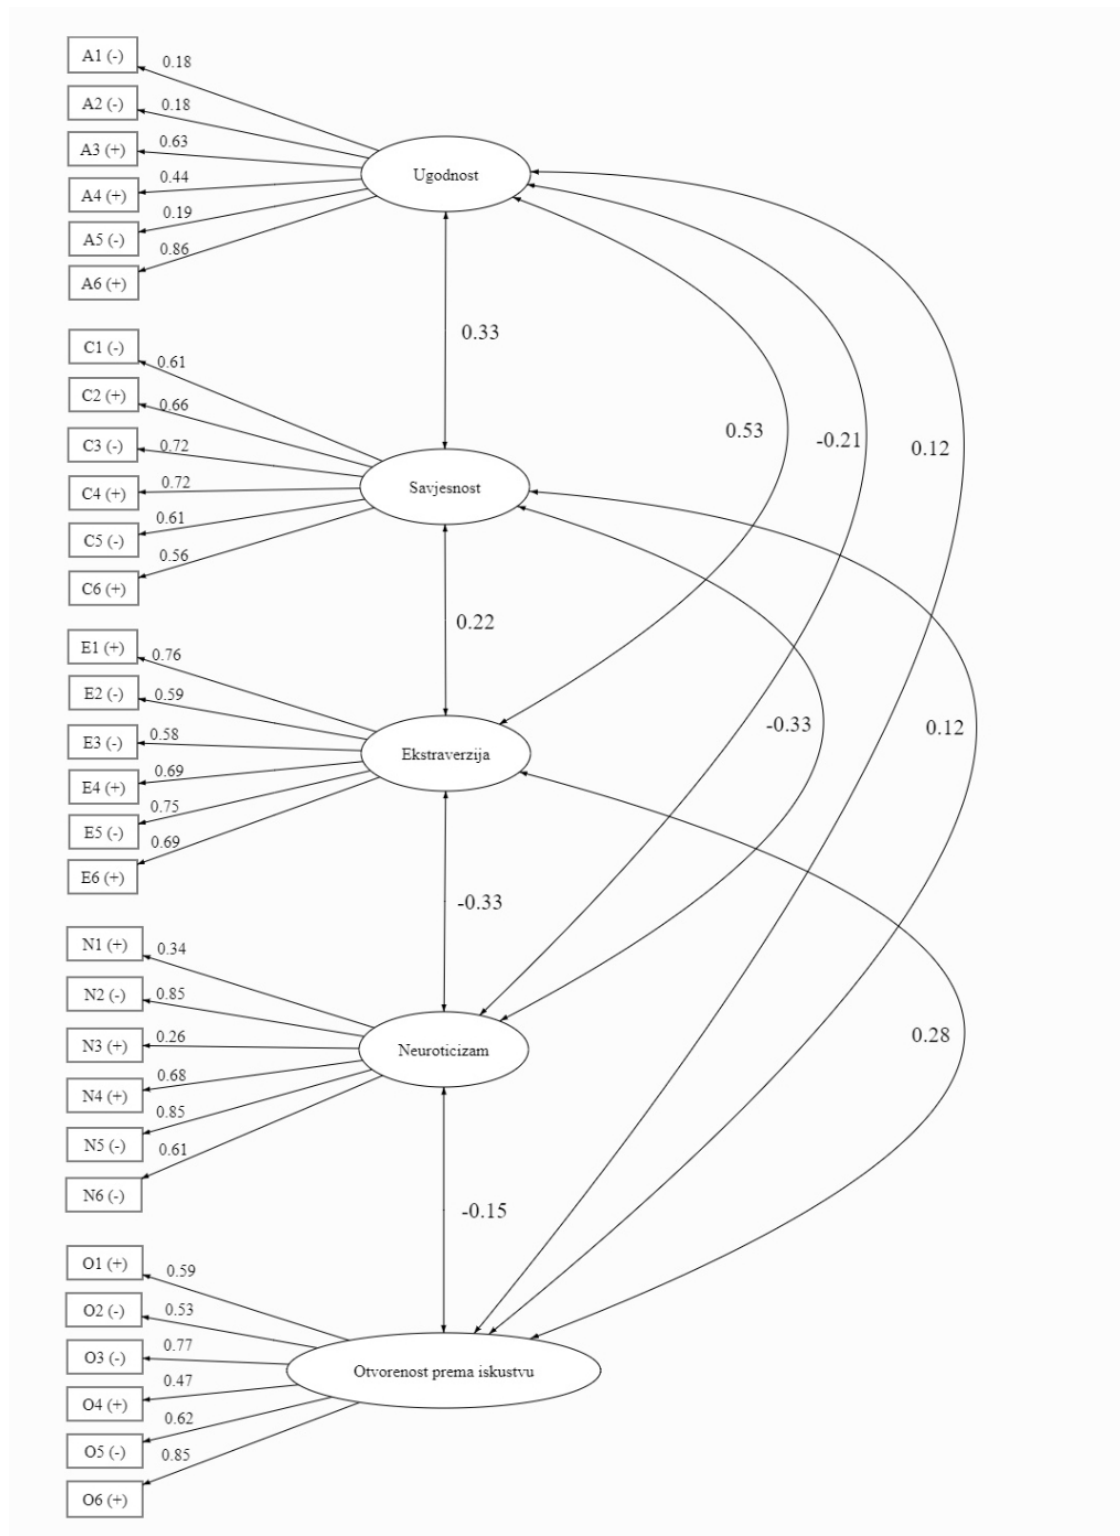 A1 (-)
0.18
A2 (-)
0.18
A3 (+)
0.63
A4 (+)
0.44
A5 (-)
0.19
A6 (+)
0.86
Ugodnost
0.33
C1 (-)
0.61
C2 (+)
0.66
C3 (-)
0.72
C4 (+)
0.72
C5 (-)
0.61
C6 (+)
0.56
Savjesnost
0.53
-0.21
0.12
0.22
E1 (+)
0.76
E2 (-)
0.59
E3 (-)
0.58
E4 (+)
0.69
E5 (-)
0.75
E6 (+)
0.69
Ekstraverzija
-0.33
0.12
-0.33
N1 (+)
0.34
N2 (-)
0.85
N3 (+)
0.26
N4 (+)
0.68
N5 (-)
0.85
N6 (-)
0.61
Neuroticizam
0.28
-0.15
O1 (+)
0.59
O2 (-)
0.53
O3 (-)
0.77
O4 (+)
0.47
O5 (-)
0.62
O6 (+)
0.85
Otvorenost prema iskustvu